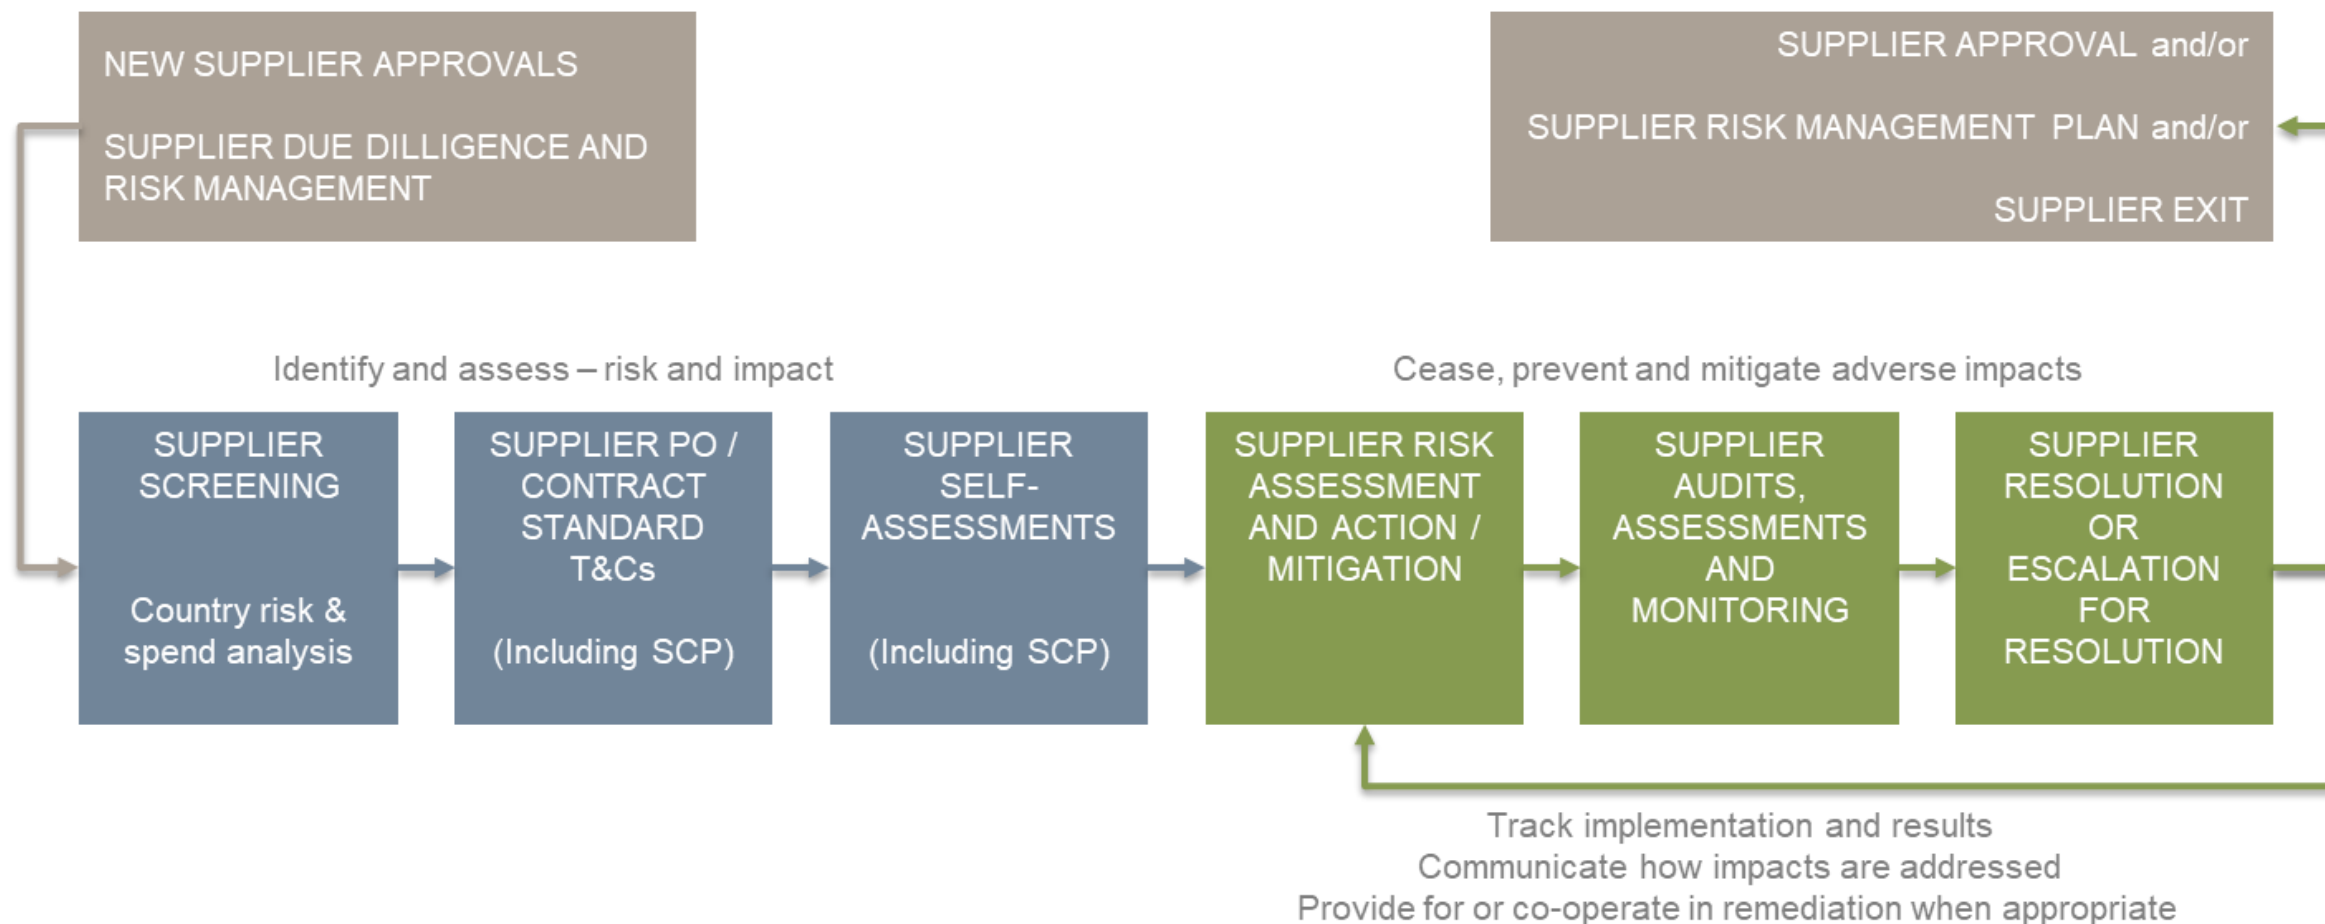 NEW SUPPLIER APPROVALS
SUPPLIER DUE DILLIGENCE AND
RISK MANAGEMENT
SUPPLIER APPROVAL and/or
SUPPLIER RISK MANAGEMENT PLAN and/or
SUPPLIER EXIT
Identify and assess – risk and impact
Cease, prevent and mitigate adverse impacts
SUPPLIER
SCREENING
Country risk &
spend analysis
SUPPLIER PO /
CONTRACT
STANDARD
T&Cs
(Including SCP)
SUPPLIER
SELF-
ASSESSMENTS
(Including SCP)
SUPPLIER RISK
ASSESSMENT
AND ACTION /
MITIGATION
SUPPLIER
AUDITS,
ASSESSMENTS
AND
MONITORING
SUPPLIER
RESOLUTION
OR
ESCALATION
FOR
RESOLUTION
Track implementation and results
Communicate how impacts are addressed
Provide for or co-operate in remediation when appropriate